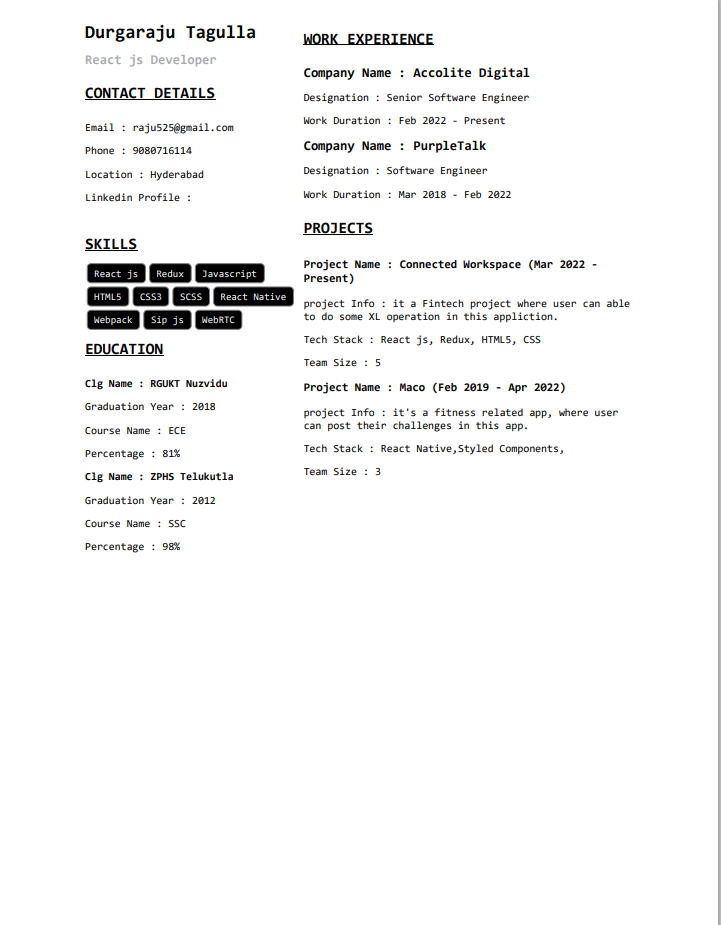 Durgaraju Tagulla
React js Developer
CONTACT DETAILS
Email : raju525@gmail.com
Phone : 9080716114
Location : Hyderabad
Linkedin Profile :
SKILLS
React js Redux Javascript
HTML5 CSS3 SCSS React Native
Webpack Sip js WebRTC
EDUCATION
Clg Name : RGUKT Nuzvidu
Graduation Year : 2018
Course Name : ECE
Percentage : 81%
Clg Name : ZPHS Telukutla
Graduation Year : 2012
Course Name : SSC
Percentage : 98%
WORK EXPERIENCE
Company Name : Accolite Digital
Designation : Senior Software Engineer
Work Duration : Feb 2022 - Present
Company Name : PurpleTalk
Designation : Software Engineer
Work Duration : Mar 2018 - Feb 2022
PROJECTS
Project Name : Connected Workspace (Mar 2022 -
Present)
project Info : it a Fintech project where user can able
to do some XL operation in this appliction.
Tech Stack : React js, Redux, HTML5, CSS
Team Size : 5
Project Name : Maco (Feb 2019 - Apr 2022)
project Info : it's a fitness related app, where user
can post their challenges in this app.
Tech Stack : React Native,Styled Components,
Team Size : 3